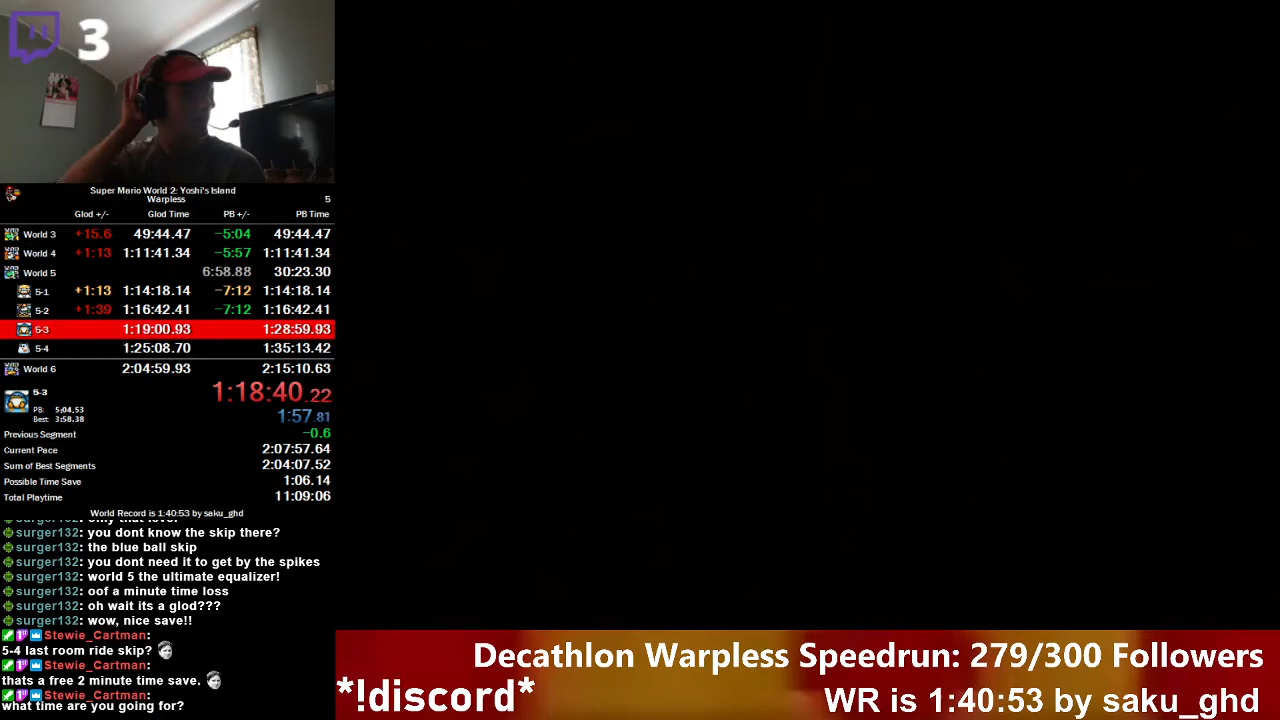 3
Super Mario World 2: Yoshi's Island
Warpless 5
Glod +/- Glod Time PB +/- PB Time
World 3 +15.6 49:44.47 −5:04 49:44.47
World 4 +1:13 1:11:41.34 −5:57 1:11:41.34
World 5 6:58.88 30:23.30
5-1 +1:13 1:14:18.14 −7:12 1:14:18.14
5-2 +1:39 1:16:42.41 −7:12 1:16:42.41
5-3 1:19:00.93 1:28:59.93
5-4 1:25:08.70 1:35:13.42
World 6 2:04:59.93 2:15:10.63
5-3 1:18:40.22
PB: 5:04.53 1:57.81
Best: 3:58.38
Previous Segment −0.6
Current Pace 2:07:57.64
Sum of Best Segments 2:04:07.52
Possible Time Save 1:06.14
Total Playtime 11:09:06
World Record is 1:40:53 by saku_ghd
surger132: you dont know the skip there?
surger132: the blue ball skip
surger132: you dont need it to get by the spikes
surger132: world 5 the ultimate equalizer!
surger132: oof a minute time loss
surger132: oh wait its a glod???
surger132: wow, nice save!!
Stewie_Cartman:
5-4 last room ride skip?
Stewie_Cartman:
thats a free 2 minute time save.
Stewie_Cartman:
what time are you going for?
Decathlon Warpless Speedrun: 279/300 Followers
*!discord* WR is 1:40:53 by saku_ghd